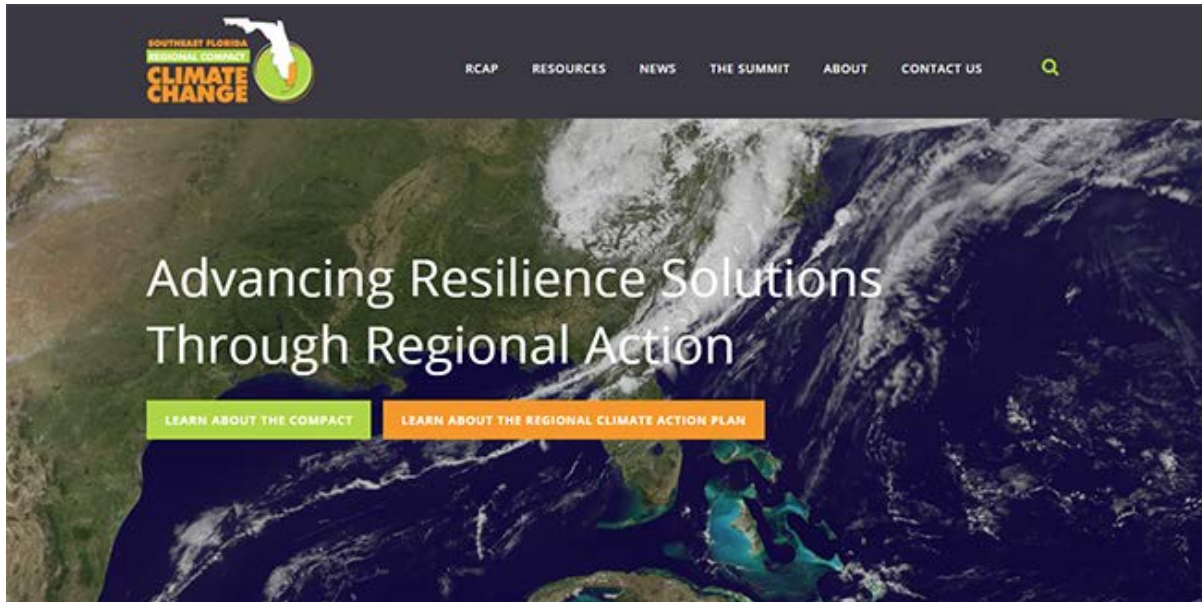 SOUTHEAST FLORIDA
REGIONAL COMPACT
CLIMATE
CHANGE
RCAP RESOURCES NEWS THE SUMMIT ABOUT CONTACT US
Advancing Resilience Solutions
Through Regional Action
LEARN ABOUT THE COMPACT LEARN ABOUT THE REGIONAL CLIMATE ACTION PLAN